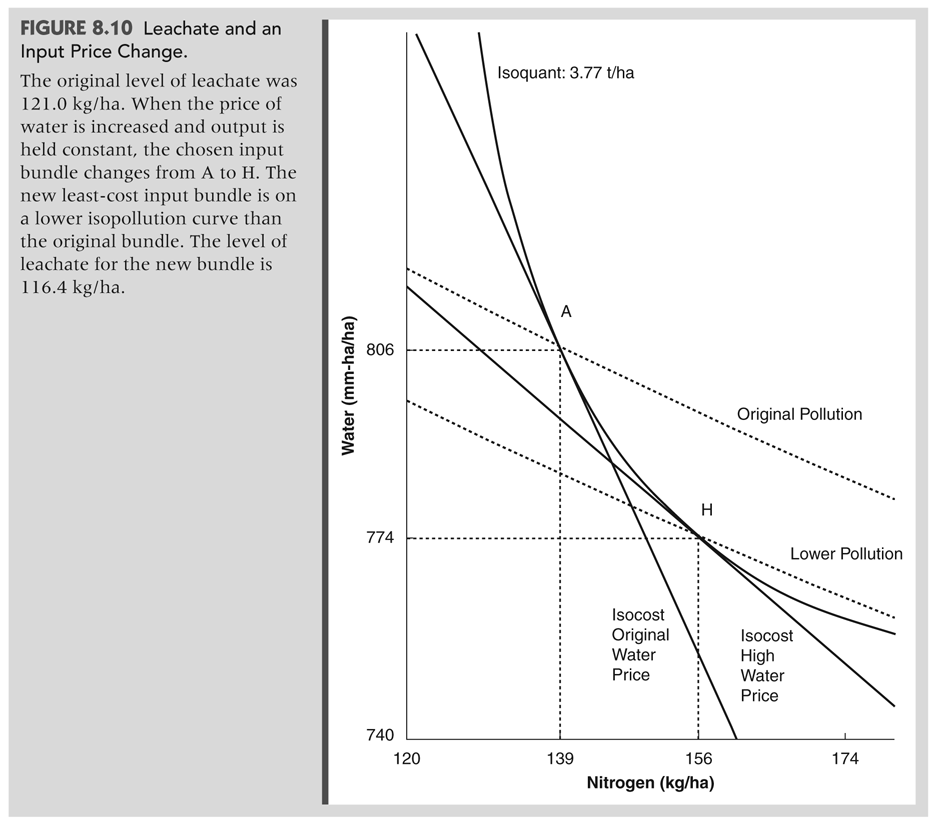 FIGURE 8.10 Leachate and an
Input Price Change.
The original level of leachate was
121.0 kg/ha. When the price of
water is increased and output is
held constant, the chosen input
bundle changes from A to H. The
new least-cost input bundle is on
a lower isopollution curve than
the original bundle. The level of
leachate for the new bundle is
116.4 kg/ha.
Isoquant: 3.77 t/ha
A
806
Water (mm-ha/ha)
Original Pollution
H
774
Lower Pollution
Isocost
Original
Water
Price
Isocost
High
Water
Price
740
120
139
156
174
Nitrogen (kg/ha)